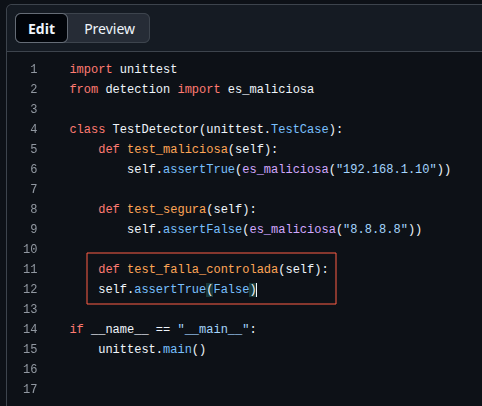 Edit Preview
1 import unittest
2 from detection import es_maliciosa
3
4 class TestDetector(unittest.TestCase):
5     def test_maliciosa(self):
6         self.assertTrue(es_maliciosa("192.168.1.10"))
7
8     def test_segura(self):
9         self.assertFalse(es_maliciosa("8.8.8.8"))
10
11     def test_falla_controlada(self):
12     self.assertTrue(False)
13
14 if __name__ == "__main__":
15     unittest.main()
16
17